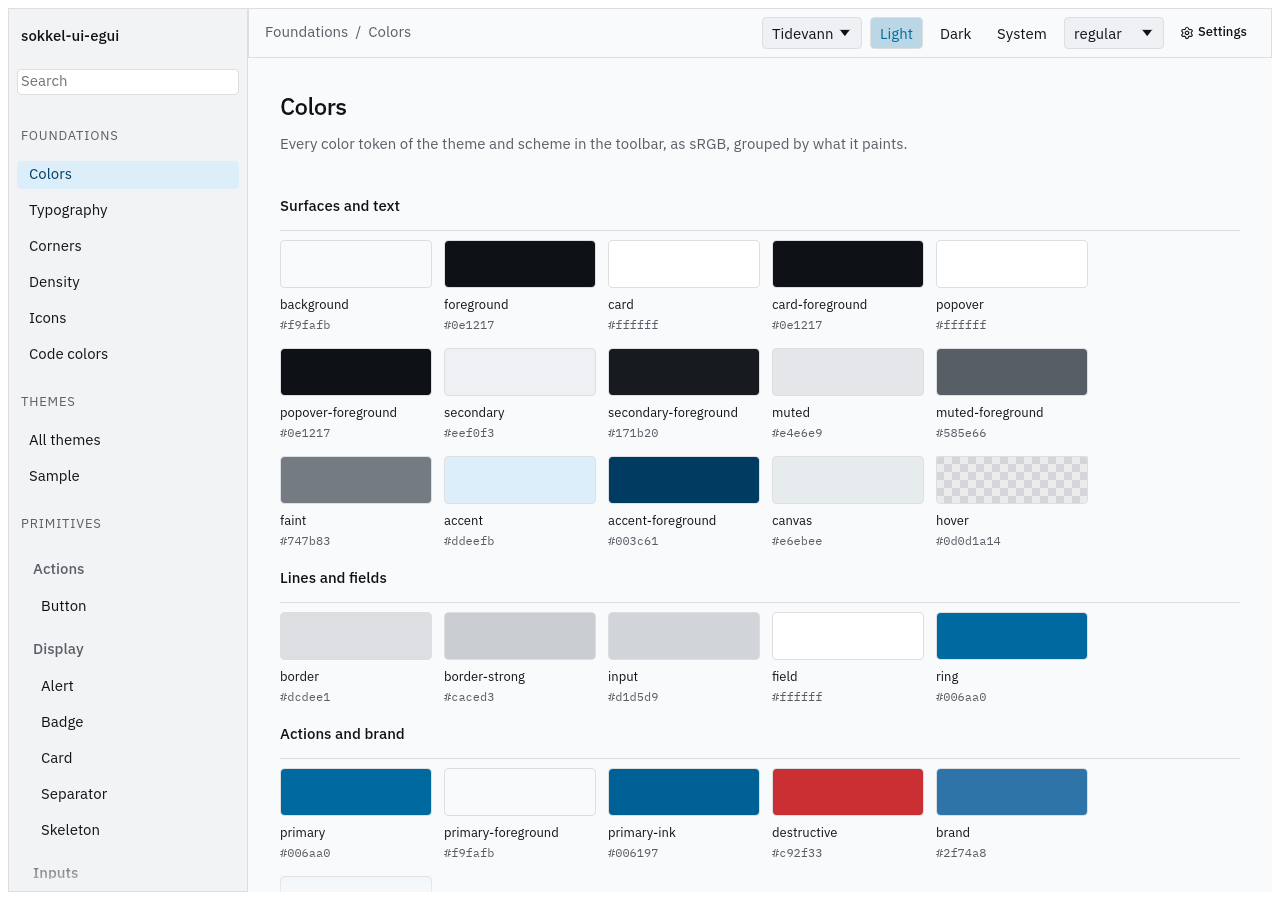 sokkel-ui-egui
Search
FOUNDATIONS
Colors
Typography
Corners
Density
Icons
Code colors
THEMES
All themes
Sample
PRIMITIVES
Actions
Button
Display
Alert
Badge
Card
Separator
Skeleton
Inputs
Foundations / Colors
Tidevann Light Dark System regular Settings
Colors
Every color token of the theme and scheme in the toolbar, as sRGB, grouped by what it paints.
Surfaces and text
background foreground card card-foreground popover
#f9fafb #0e1217 #ffffff #0e1217 #ffffff
popover-foreground secondary secondary-foreground muted muted-foreground
#0e1217 #eef0f3 #171b20 #e4e6e9 #585e66
faint accent accent-foreground canvas hover
#747b83 #ddeefb #003c61 #e6ebee #0d0d1a14
Lines and fields
border border-strong input field ring
#dcdee1 #caced3 #d1d5d9 #ffffff #006aa0
Actions and brand
primary primary-foreground primary-ink destructive brand
#006aa0 #f9fafb #006197 #c92f33 #2f74a8